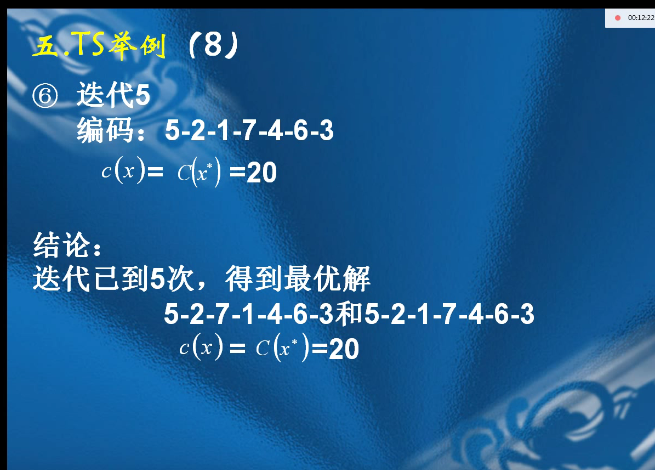 00:12:22
五.TS举例（8）
⑥ 迭代5
编码：5-2-1-7-4-6-3
c(x)= C(x*) =20
结论：
迭代已到5次，得到最优解
5-2-7-1-4-6-3和5-2-1-7-4-6-3
c(x)= C(x*)=20